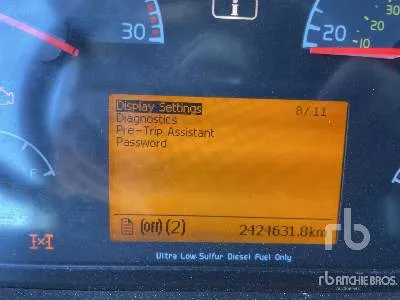 30
20
30
20
10
F
Display Settings 8/11
Diagnostics
Pre-Trip Assistant
Password
(Off) (2) 2424631.8km
Ultra Low Sulfur Diesel Fuel Only
rb
RITCHIE BROS.
Auctioneers